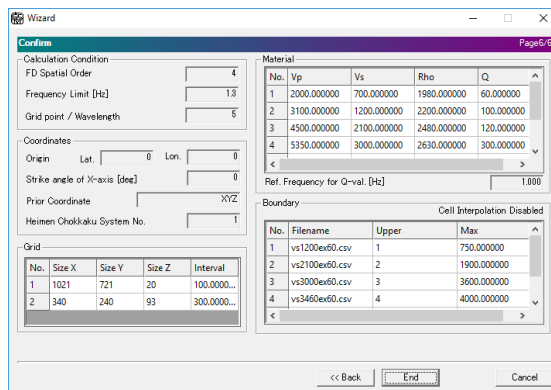 Wizard
Confirm Page6/6
Calculation Condition
FD Spatial Order 4
Frequency Limit [Hz] 1.3
Grid point / Wavelength 5
Coordinates
Origin Lat. 0 Lon. 0
Strike angle of X-axis [deg] 0
Prior Coordinate XYZ
Heimen Chokkaku System No. 1
Grid
No. Size X Size Y Size Z Interval
1 1021 721 20 100.0000...
2 340 240 93 300.0000...
Material
No. Vp Vs Rho Q
1 2000.000000 700.000000 1980.000000 60.000000
2 3100.000000 1200.000000 2200.000000 100.000000
3 4500.000000 2100.000000 2480.000000 120.000000
4 5350.000000 3000.000000 2630.000000 300.000000
Ref. Frequency for Q-val. [Hz] 1.000
Boundary
Cell Interpolation Disabled
No. Filename Upper Max
1 vs1200ex60.csv 1 750.000000
2 vs2100ex60.csv 2 1900.000000
3 vs3000ex60.csv 3 3600.000000
4 vs3460ex60.csv 4 4000.000000
<< Back End Cancel